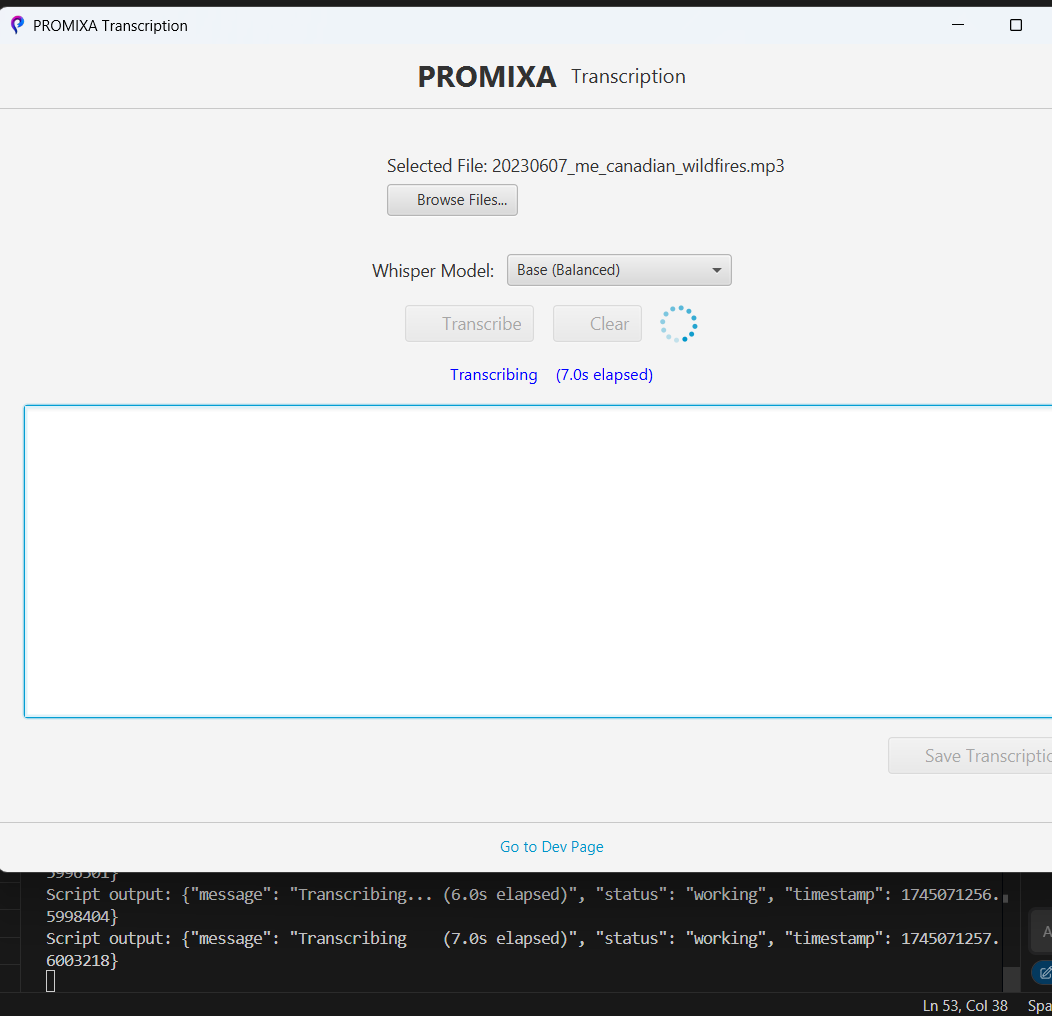 PROMIXA Transcription
PROMIXA Transcription
Selected File: 20230607_me_canadian_wildfires.mp3
Browse Files...
Whisper Model: Base (Balanced)
Transcribe Clear
Transcribing (7.0s elapsed)
Save Transcriptio
Go to Dev Page
5996501}
Script output: {"message": "Transcribing... (6.0s elapsed)", "status": "working", "timestamp": 1745071256.
5998404}
Script output: {"message": "Transcribing    (7.0s elapsed)", "status": "working", "timestamp": 1745071257.
6003218}
A
Ln 53, Col 38 Spa